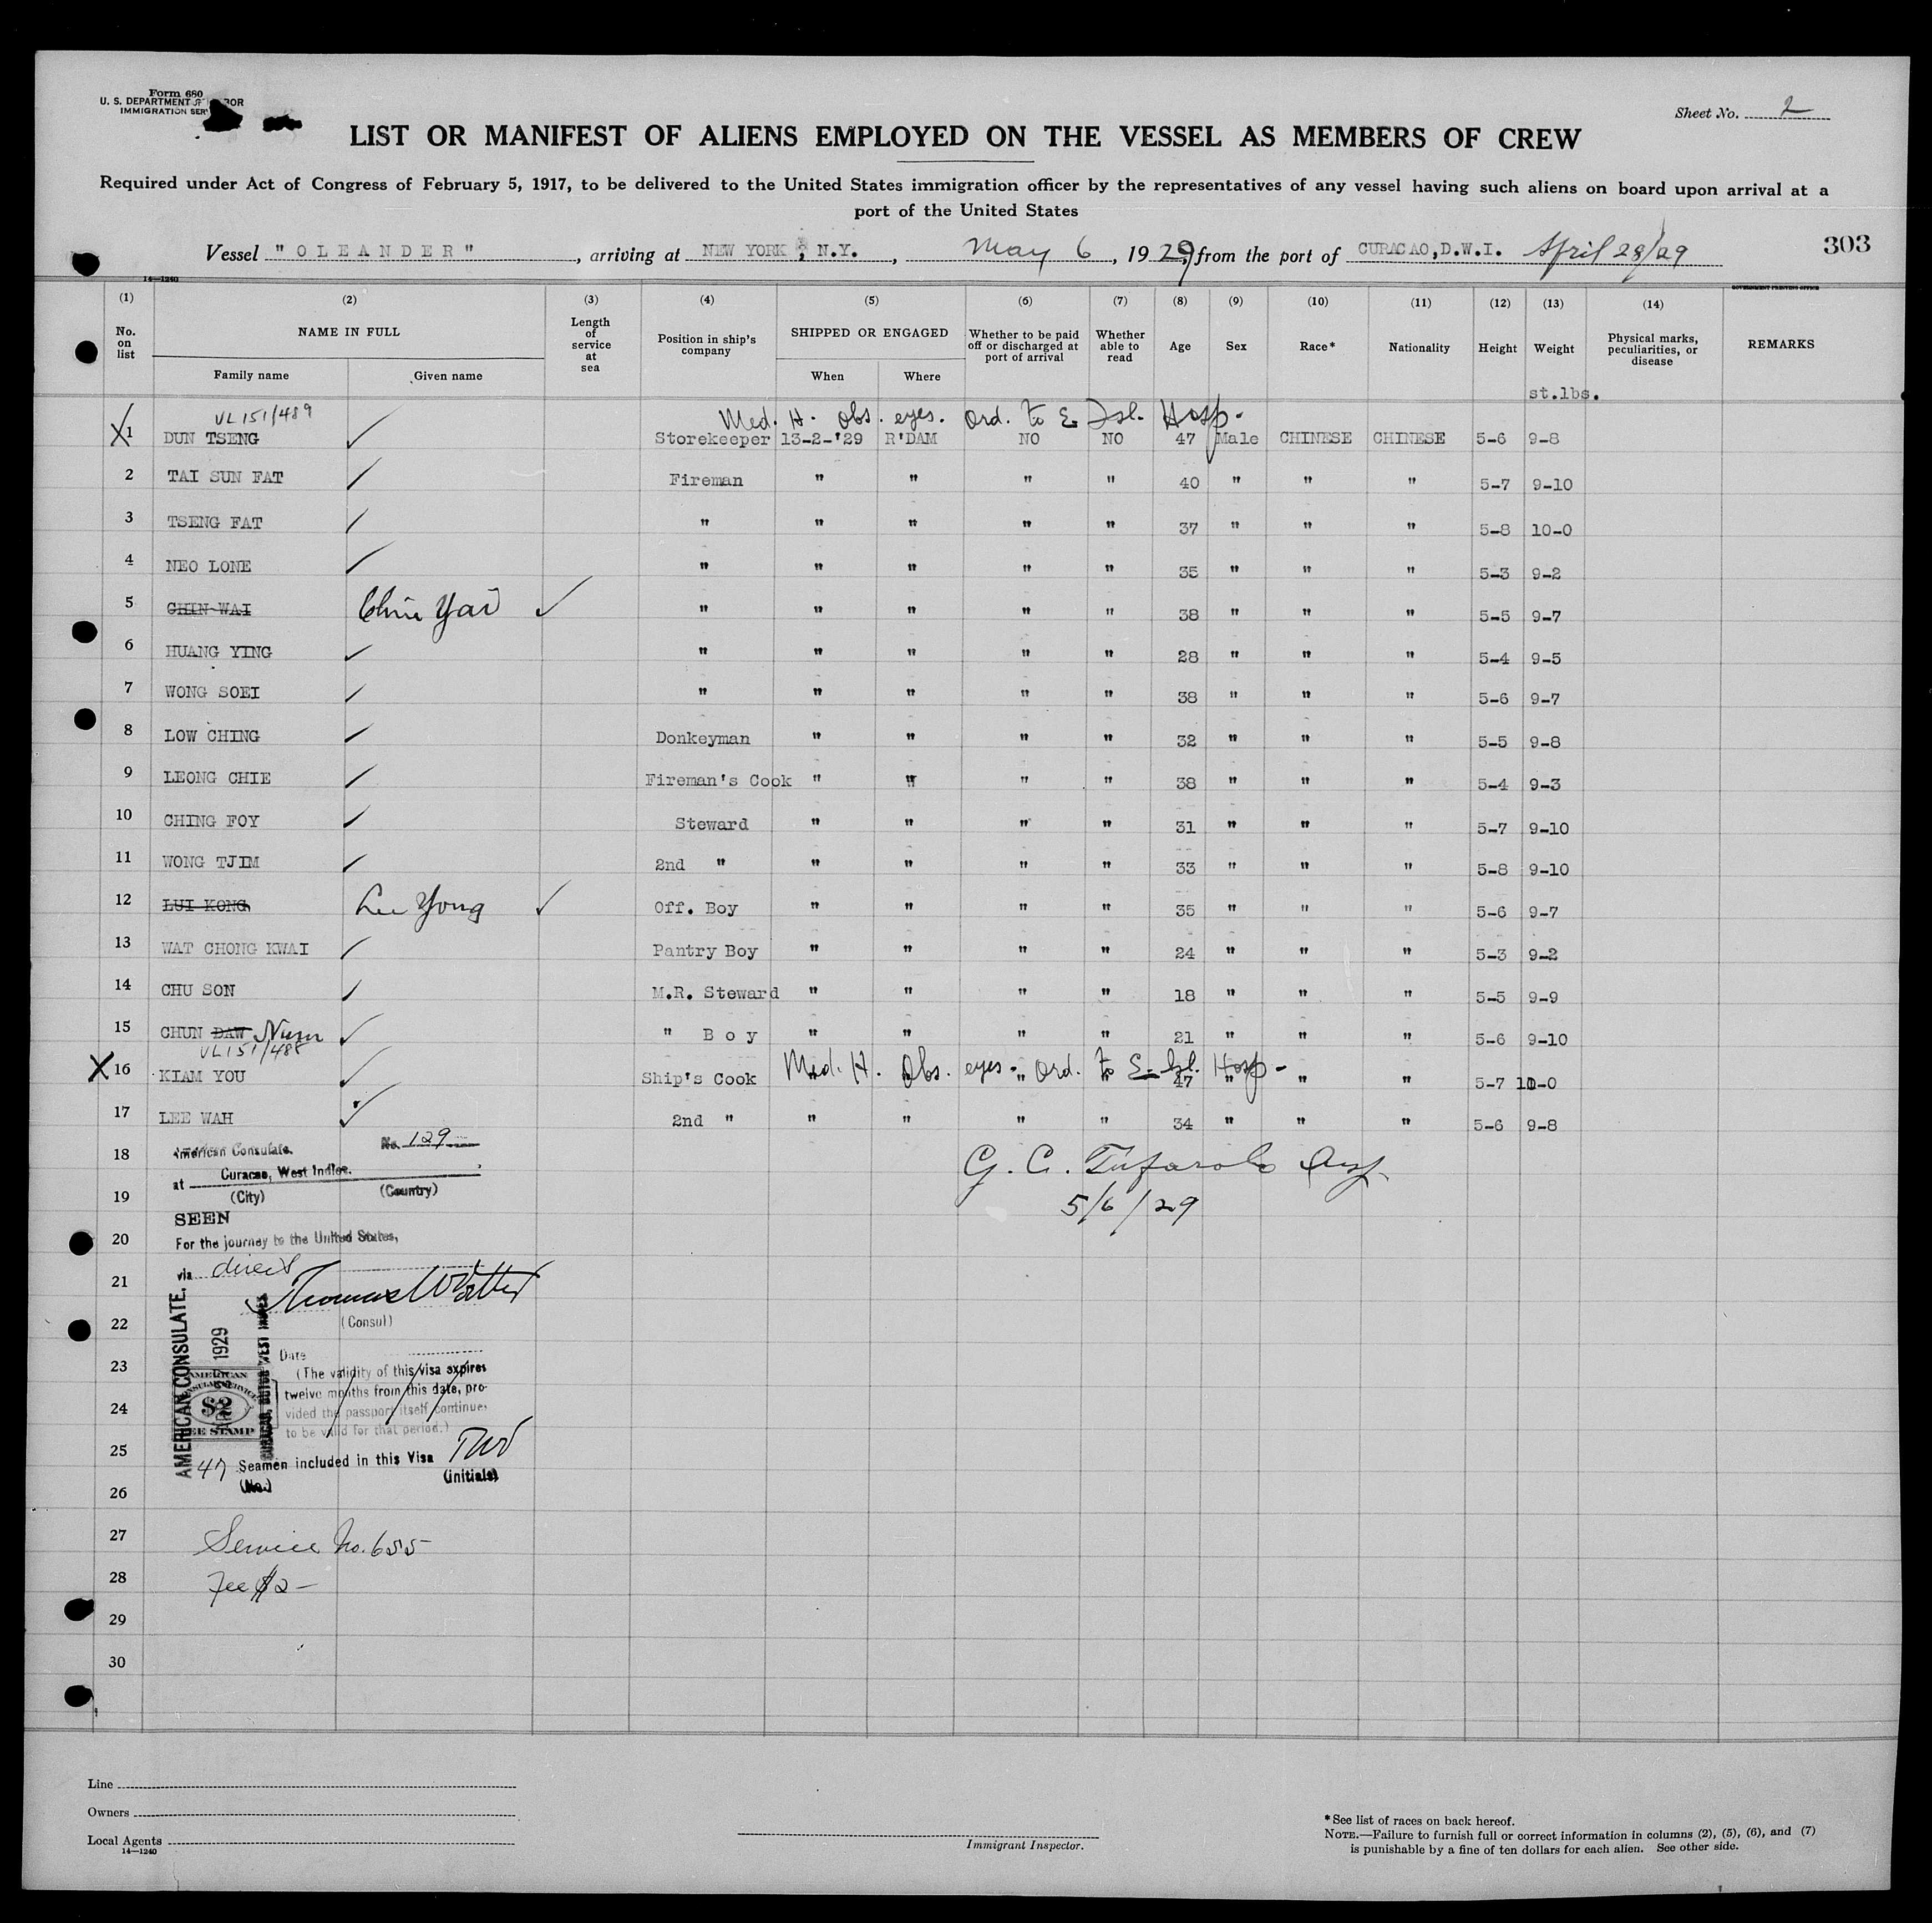 Form 680
U. S. DEPARTMENT OF LABOR
IMMIGRATION SERV
Sheet No. 2
LIST OR MANIFEST OF ALIENS EMPLOYED ON THE VESSEL AS MEMBERS OF CREW
Required under Act of Congress of February 5, 1917, to be delivered to the United States immigration officer by the representatives of any vessel having such aliens on board upon arrival at a
port of the United States
Vessel "OLEANDER", arriving at NEW YORK, N.Y., May 6, 1929, from the port of CURACAO, D.W.I. April 28/29
303
14—1240
GOVERNMENT PRINTING OFFICE
(1) (2) (3) (4) (5) (6) (7) (8) (9) (10) (11) (12) (13) (14)
No. on list NAME IN FULL Family name Given name Length of service at sea Position in ship's company SHIPPED OR ENGAGED When Where Whether to be paid off or discharged at port of arrival Whether able to read Age Sex Race* Nationality Height Weight Physical marks, peculiarities, or disease REMARKS
st.lbs.
VL151/489 Med. H. obs. eyes. Ord. to E. Isl. Hosp.
X 1 DUN TSENG ✓ Storekeeper 13-2-'29 R'DAM NO NO 47 Male CHINESE CHINESE 5-6 9-8
2 TAI SUN FAT ✓ Fireman " " " " 40 " " " 5-7 9-10
3 TSENG FAT ✓ " " " " " 37 " " " 5-8 10-0
4 NEO LONE ✓ " " " " " 35 " " " 5-3 9-2
5 CHIN WAI Chin Yai ✓ " " " " " 38 " " " 5-5 9-7
6 HUANG YING ✓ " " " " " 28 " " " 5-4 9-5
7 WONG SOEI ✓ " " " " " 38 " " " 5-6 9-7
8 LOW CHING ✓ Donkeyman " " " " 32 " " " 5-5 9-8
9 LEONG CHIE ✓ Fireman's Cook " " " " 38 " " " 5-4 9-3
10 CHING FOY ✓ Steward " " " " 31 " " " 5-7 9-10
11 WONG TJIM ✓ 2nd " " " " " 33 " " " 5-8 9-10
12 LUI KONG Lee Yong ✓ Off. Boy " " " " 35 " " " 5-6 9-7
13 WAT CHONG KWAI ✓ Pantry Boy " " " " 24 " " " 5-3 9-2
14 CHU SON ✓ M.R. Steward " " " " 18 " " " 5-5 9-9
15 CHUN DAW Num ✓ " Boy " " " " 21 " " " 5-6 9-10
VL151/488 Med. H. Obs. eyes. Ord. to E. Isl. Hosp.
X 16 KIAM YOU ✓ Ship's Cook " " " " 47 " " " 5-7 11-0
17 LEE WAH ✓ 2nd " " " " " 34 " " " 5-6 9-8
18
19
20
21
22
23
24
25
26
27
28
29
30
American Consulate. No. 129
at Curacao, West Indies.
(City) (Country)
SEEN
For the journey to the United States,
via direct
(Consul)
Date
(The validity of this visa expires
twelve months from this date, pro-
vided the passport itself continues
to be valid for that period.)
47 Seamen included in this Visa TWV
(No.) (initials)
AMERICAN CONSULATE,
1929
CURACAO, DUTCH WEST INDIES
AMERICAN
CONSULAR SERVICE
$2
FEE STAMP
5/6/29
Service No. 655
Fee $2—
Line
Owners
Local Agents
14—1240
Immigrant Inspector.
*See list of races on back hereof.
NOTE.—Failure to furnish full or correct information in columns (2), (5), (6), and (7)
is punishable by a fine of ten dollars for each alien. See other side.